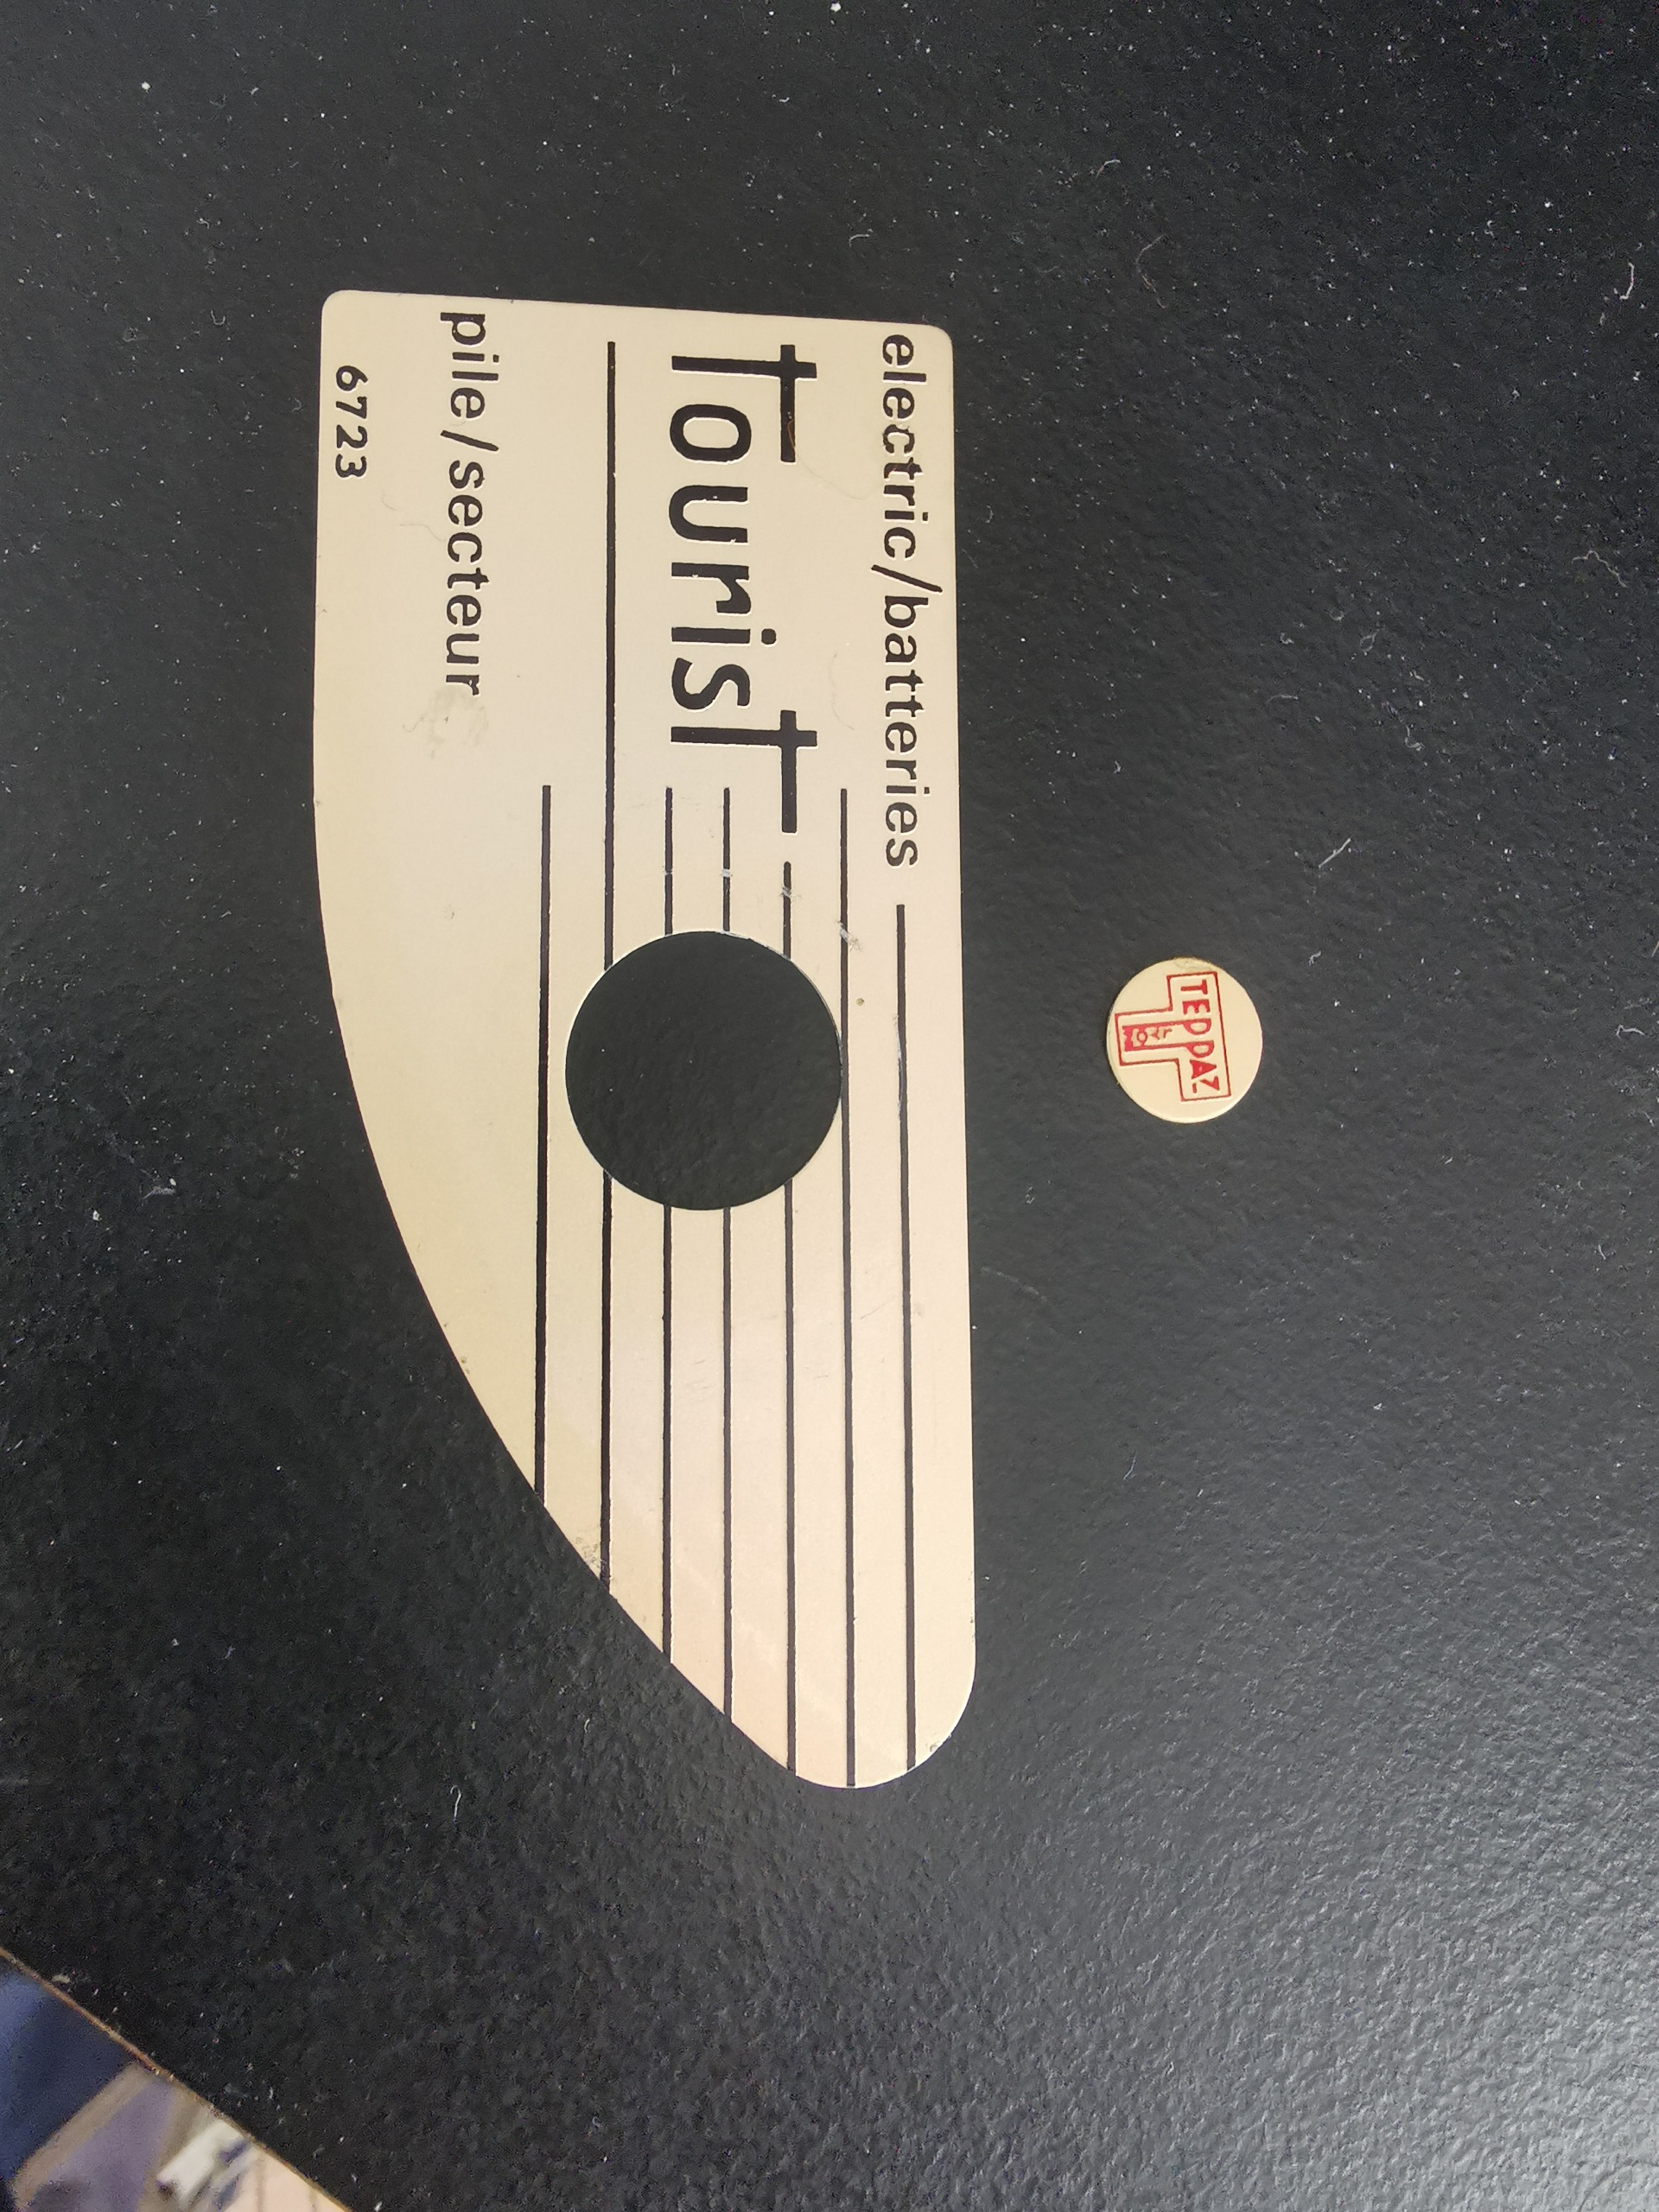 electric/batteries
Tourist
pile/secteur
6723
TEPPAZ